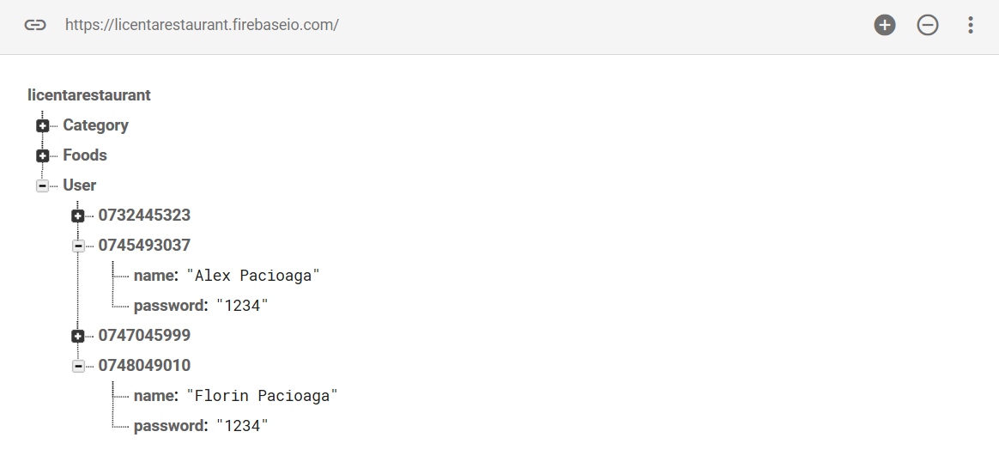 https://licentarestaurant.firebaseio.com/
licentarestaurant
Category
Foods
User
0732445323
0745493037
name: "Alex Pacioaga"
password: "1234"
0747045999
0748049010
name: "Florin Pacioaga"
password: "1234"